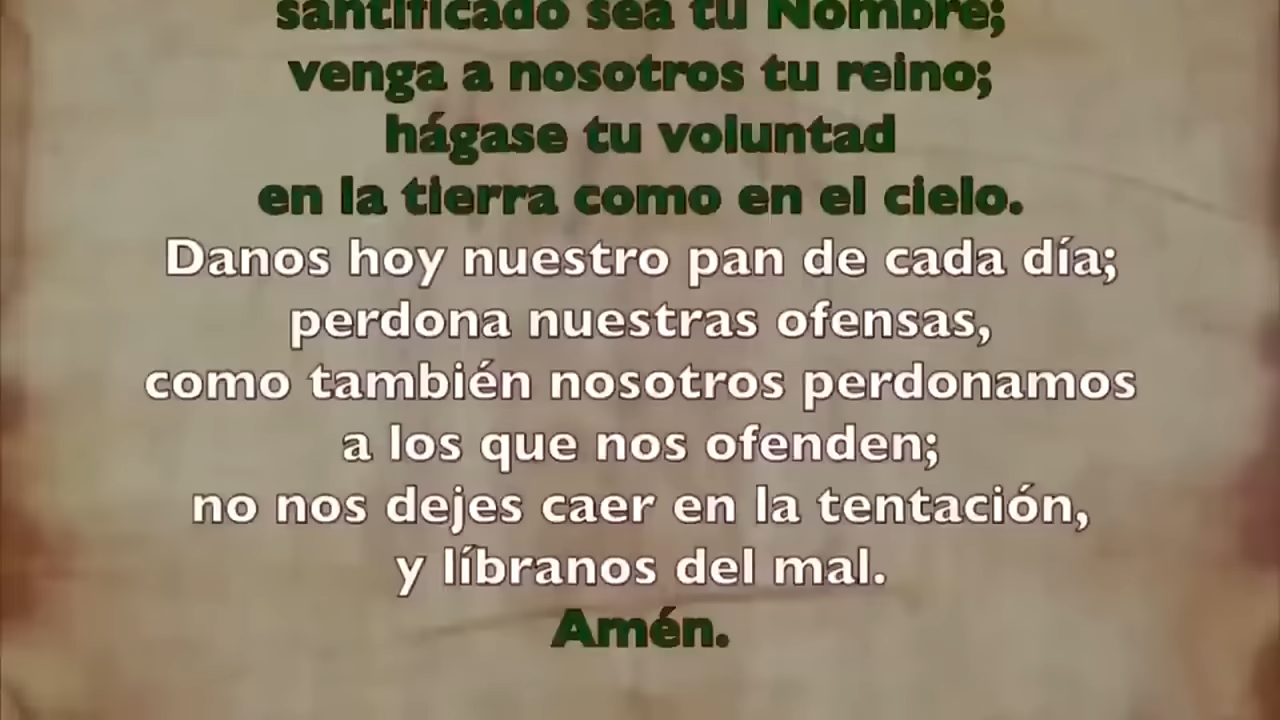 santificado sea tu Nombre;
venga a nosotros tu reino;
hágase tu voluntad
en la tierra como en el cielo.
Danos hoy nuestro pan de cada día;
perdona nuestras ofensas,
como también nosotros perdonamos
a los que nos ofenden;
no nos dejes caer en la tentación,
y líbranos del mal.
Amén.